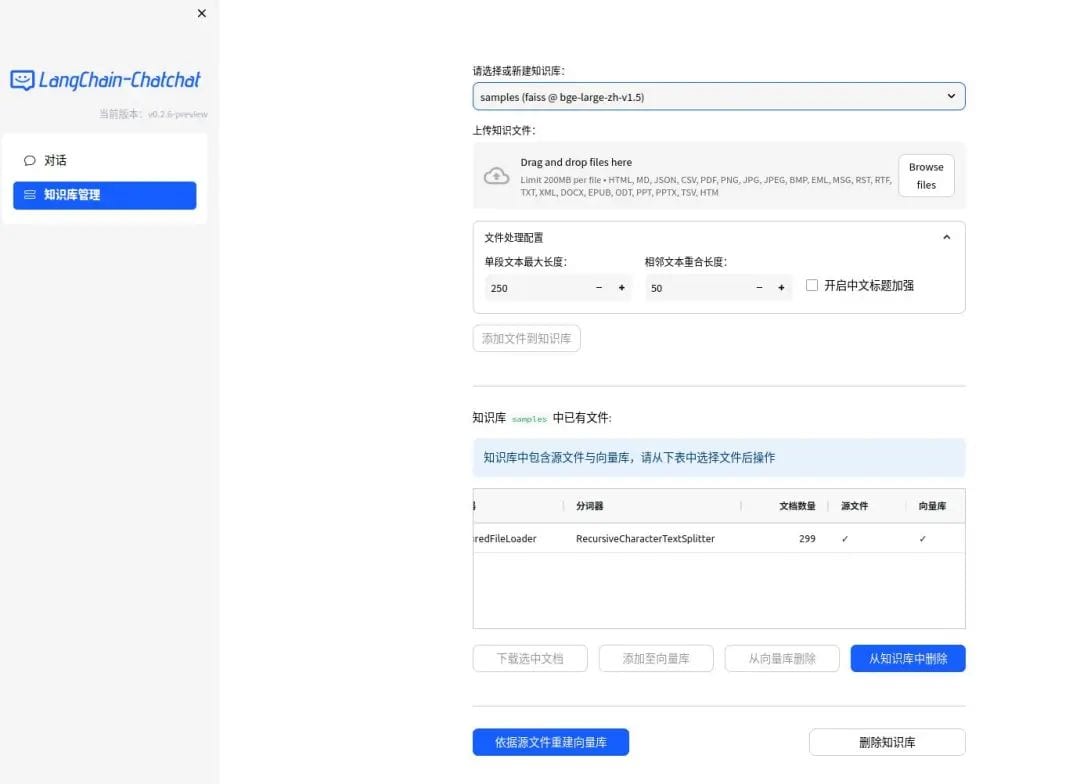 LangChain-Chatchat
当前版本：v0.2.6-preview
对话
知识库管理
请选择或新建知识库：
samples (faiss @ bge-large-zh-v1.5)
上传知识文件：
Drag and drop files here
Limit 200MB per file • HTML, MD, JSON, CSV, PDF, PNG, JPG, JPEG, BMP, EML, MSG, RST, RTF,
TXT, XML, DOCX, EPUB, ODT, PPT, PPTX, TSV, HTM
Browse
files
文件处理配置
单段文本最大长度：
相邻文本重合长度：
250 − +
50 − +
开启中文标题加强
添加文件到知识库
知识库 samples 中已有文件:
知识库中包含源文件与向量库，请从下表中选择文件后操作
分词器 文档数量 源文件 向量库
redFileLoader RecursiveCharacterTextSplitter 299 ✓ ✓
下载选中文档 添加至向量库 从向量库删除 从知识库中删除
依据源文件重建向量库 删除知识库